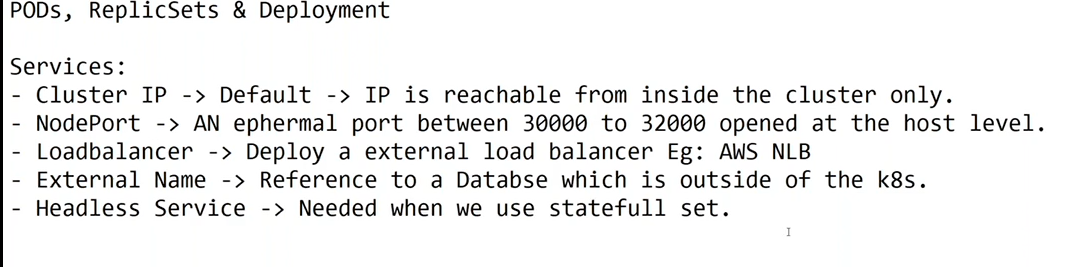 PODs, ReplicSets & Deployment
Services:
- Cluster IP -> Default -> IP is reachable from inside the cluster only.
- NodePort -> AN ephermal port between 30000 to 32000 opened at the host level.
- Loadbalancer -> Deploy a external load balancer Eg: AWS NLB
- External Name -> Reference to a Databse which is outside of the k8s.
- Headless Service -> Needed when we use statefull set.